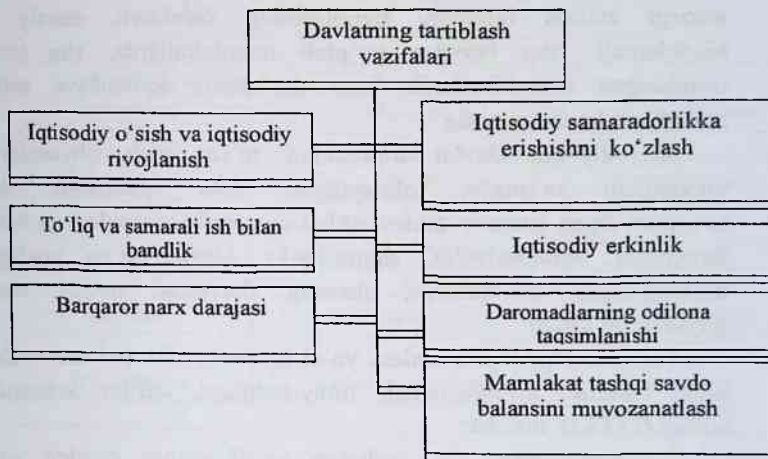 Davlatning tartiblash
vazifalari
Iqtisodiy o‘sish va iqtisodiy
rivojlanish
Iqtisodiy samaradorlikka
erishishni ko‘zlash
To‘liq va samarali ish bilan
bandlik
Iqtisodiy erkinlik
Barqaror narx darajasi
Daromadlarning odilona
taqsimlanishi
Mamlakat tashqi savdo
balansini muvozanatlash